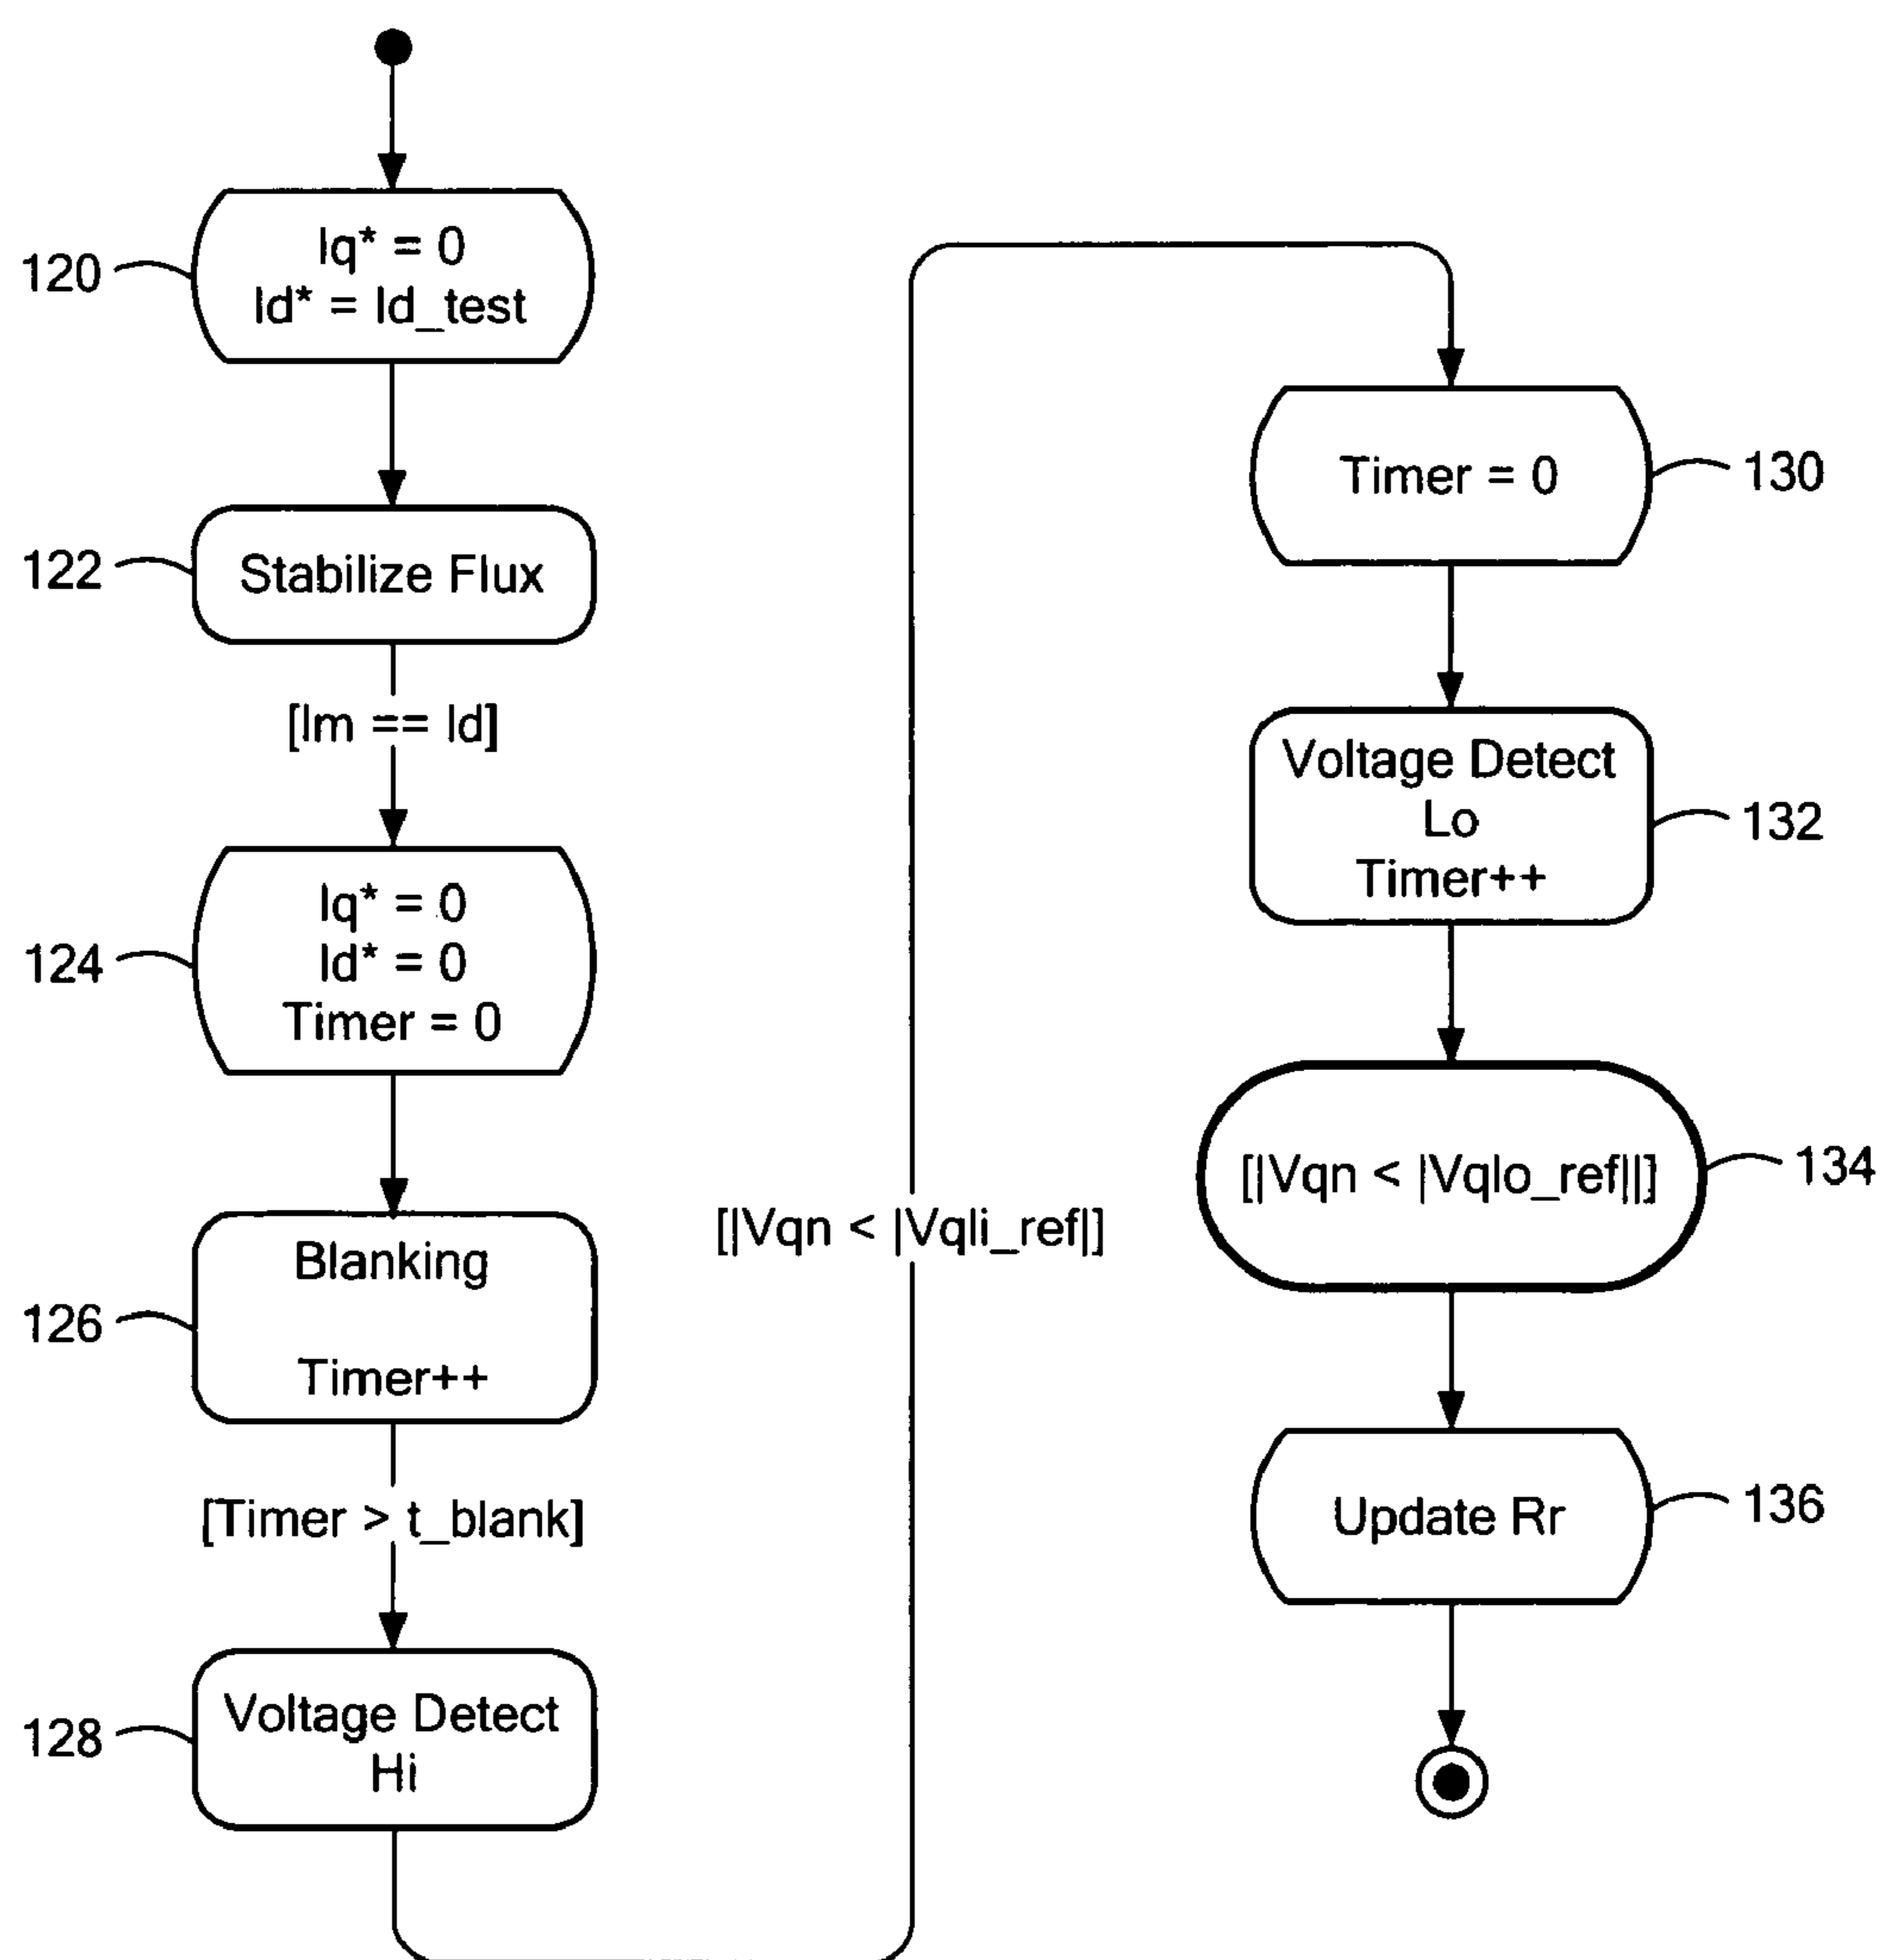 120
Iq* = 0
Id* = Id_test
122
Stabilize Flux
[Im == Id]
124
Iq* = 0
Id* = 0
Timer = 0
126
Blanking
Timer++
[Timer > t_blank]
128
Voltage Detect
Hi
[|Vqn < |Vqli_ref|]
Timer = 0
130
Voltage Detect
Lo
Timer++
132
[|Vqn < |Vqlo_ref||]
134
Update Rr
136